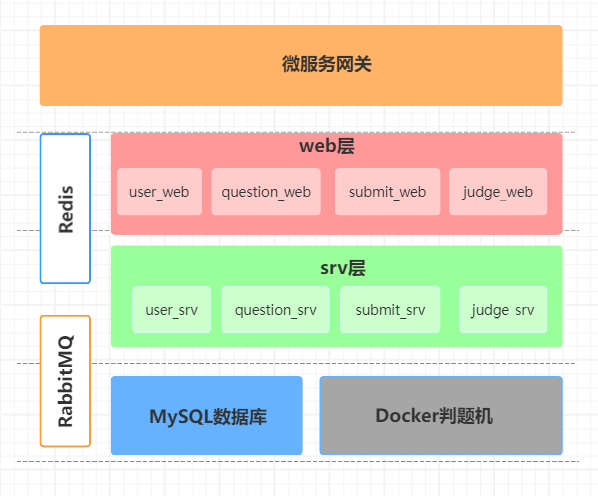 微服务网关
Redis
web层
user_web
question_web
submit_web
judge_web
srv层
user_srv
question_srv
submit_srv
judge srv
RabbitMQ
MySQL数据库
Docker判题机